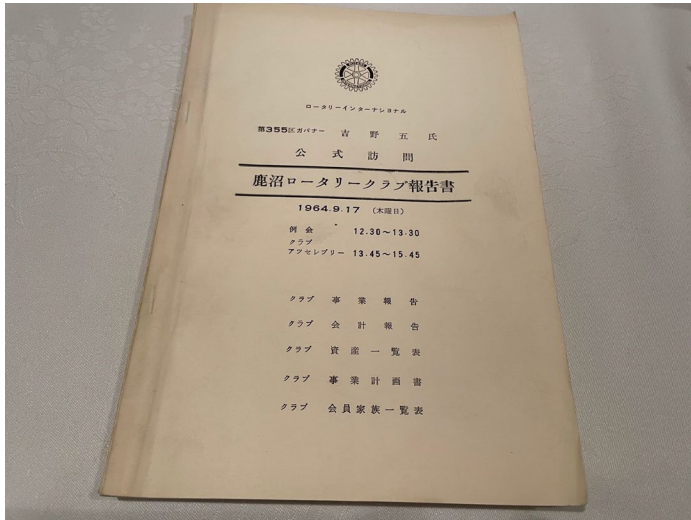 ロータリーインターナショナル
第355区ガバナー 吉野五氏
公式訪問
鹿沼ロータリークラブ報告書
1964.9.17 (木曜日)
例会 12.30~13.30
クラブ
アッセンブリー 13.45~15.45
クラブ 事業報告
クラブ 会計報告
クラブ 資産一覧表
クラブ 事業計画書
クラブ 会員家族一覧表